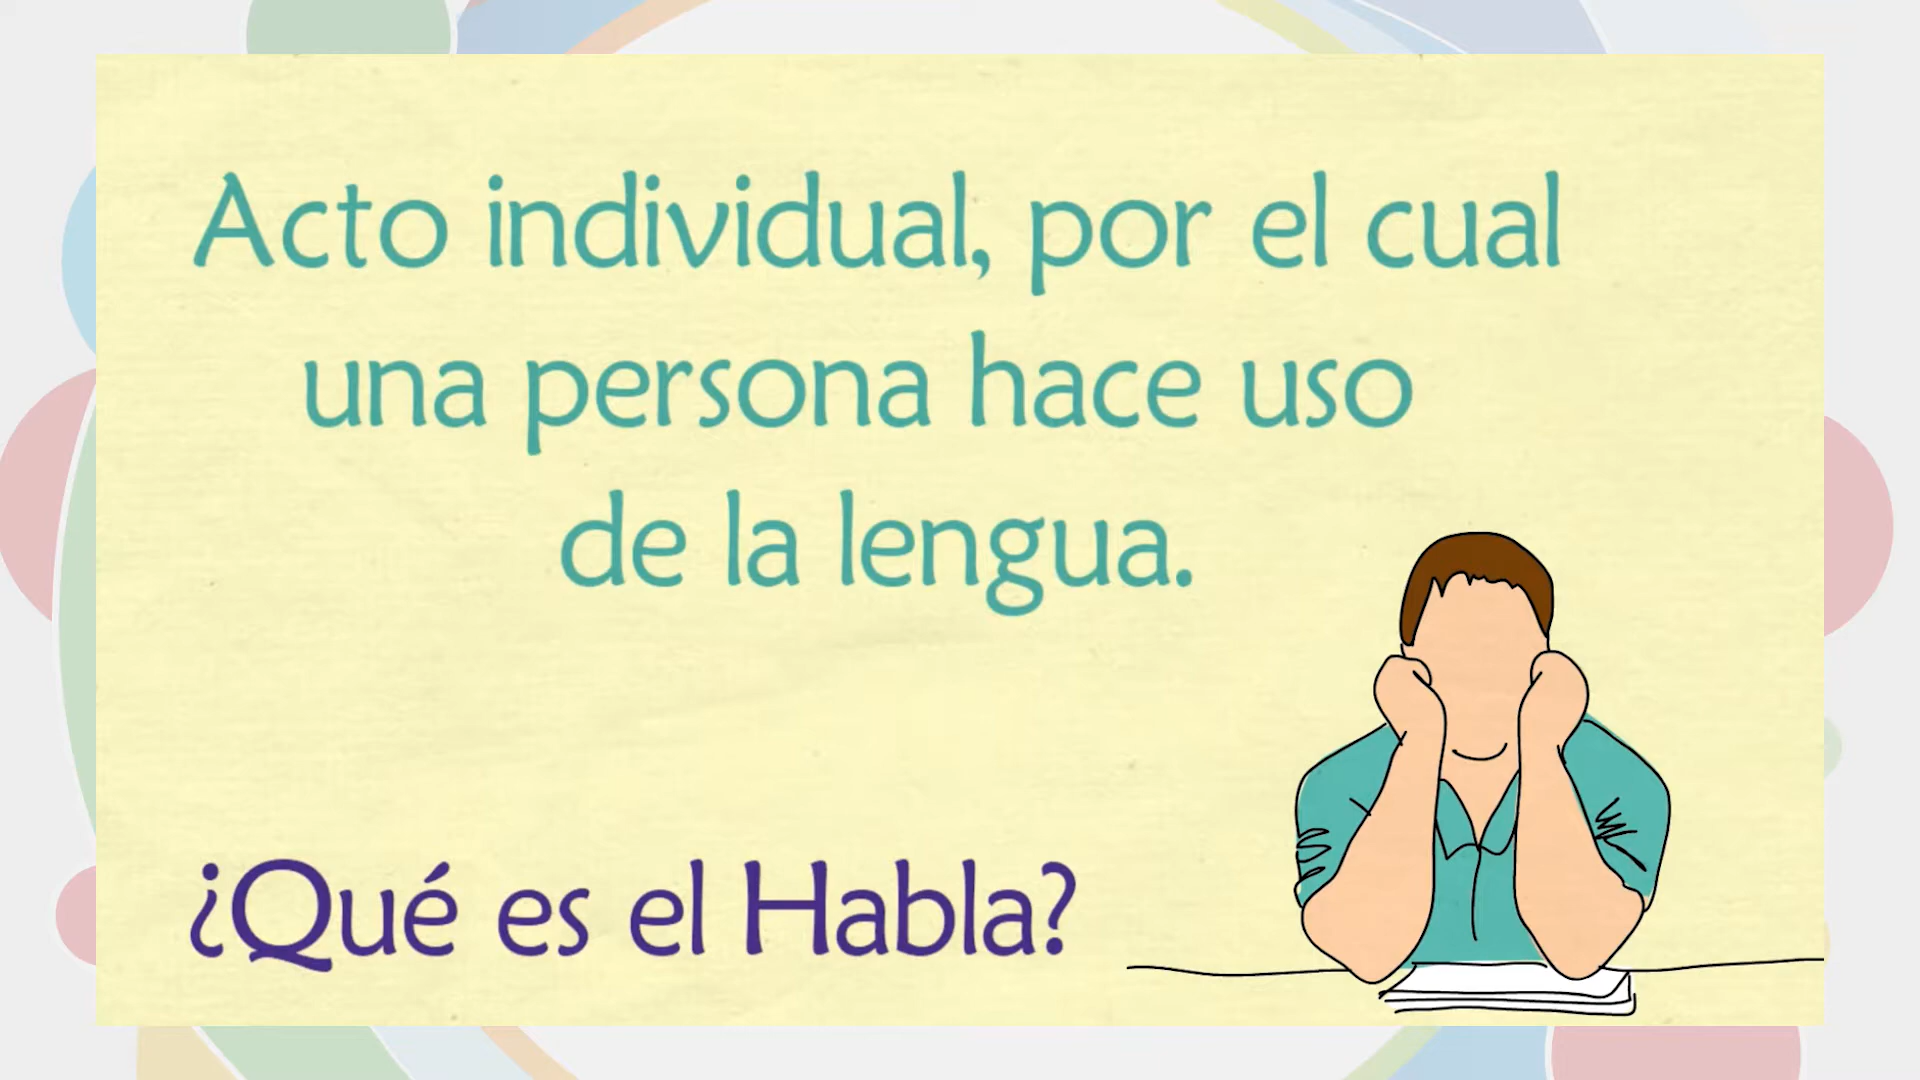 Acto individual, por el cual
una persona hace uso
de la lengua.
¿Qué es el Habla?